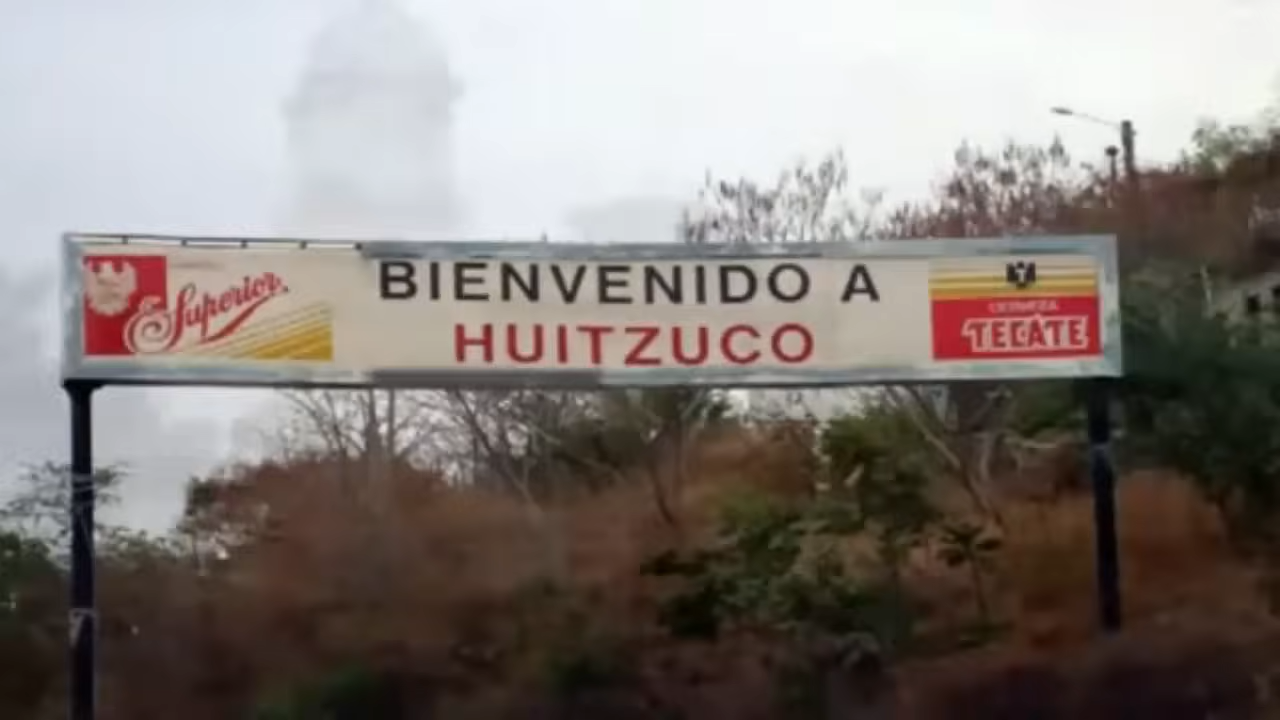 Superior
BIENVENIDO A
HUITZUCO
CERVEZA
TECATE